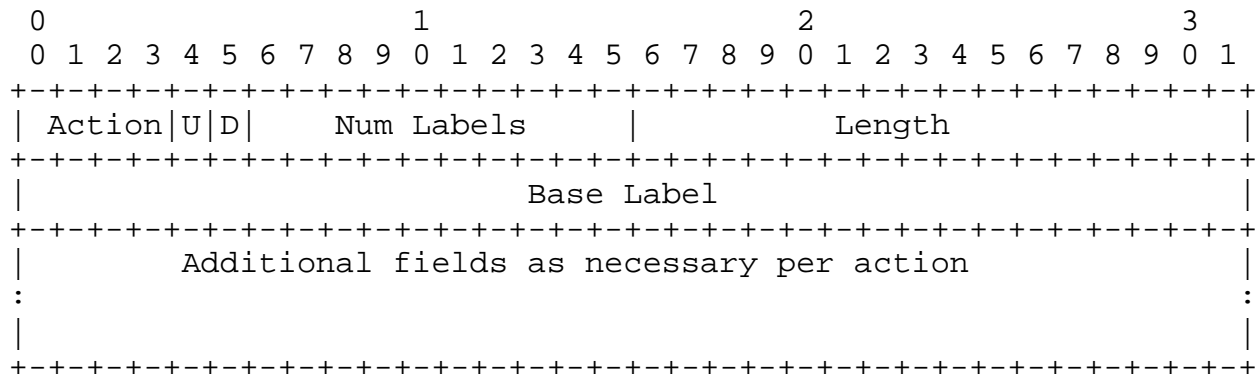 0                   1                   2                   3
 0 1 2 3 4 5 6 7 8 9 0 1 2 3 4 5 6 7 8 9 0 1 2 3 4 5 6 7 8 9 0 1
+-+-+-+-+-+-+-+-+-+-+-+-+-+-+-+-+-+-+-+-+-+-+-+-+-+-+-+-+-+-+-+-+
| Action|U|D|    Num Labels     |          Length               |
+-+-+-+-+-+-+-+-+-+-+-+-+-+-+-+-+-+-+-+-+-+-+-+-+-+-+-+-+-+-+-+-+
|                          Base Label                           |
+-+-+-+-+-+-+-+-+-+-+-+-+-+-+-+-+-+-+-+-+-+-+-+-+-+-+-+-+-+-+-+-+
|        Additional fields as necessary per action              |
:                                                               :
|                                                               |
+-+-+-+-+-+-+-+-+-+-+-+-+-+-+-+-+-+-+-+-+-+-+-+-+-+-+-+-+-+-+-+-+